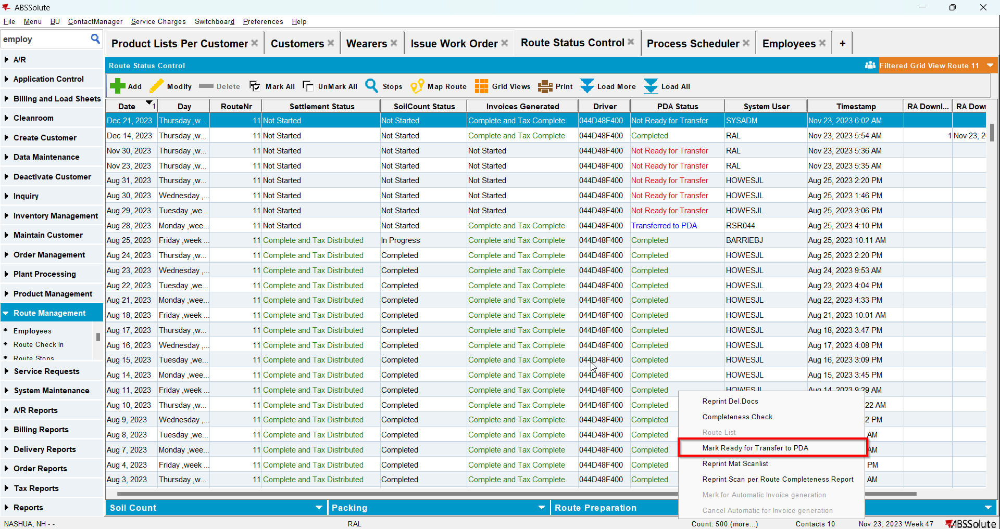 ABSSolute
File Menu BU ContactManager Service Charges Switchboard Preferences Help
employ
Product Lists Per Customer Customers Wearers Issue Work Order Route Status Control Process Scheduler Employees +
Route Status Control Filtered Grid View Route 11
Add Modify Delete Mark All UnMark All Stops Map Route Grid Views Print Load More Load All
A/R
Application Control
Billing and Load Sheets
Cleanroom
Create Customer
Data Maintenance
Deactivate Customer
Inquiry
Inventory Management
Maintain Customer
Order Management
Plant Processing
Product Management
Route Management
Employees
Route Check In
Route Stops
Service Requests
System Maintenance
A/R Reports
Billing Reports
Delivery Reports
Order Reports
Tax Reports
Reports
Date 1 Day RouteNr Settlement Status SoilCount Status Invoices Generated Driver PDA Status System User Timestamp RA Downl... RA Down
Dec 21, 2023 Thursday ,w... 11 Not Started Not Started Complete and Tax Complete 044D48F400 Not Ready for Transfer SYSADM Nov 23, 2023 6:02 AM
Dec 14, 2023 Thursday ,w... 11 Not Started Not Started Complete and Tax Complete 044D48F400 Completed RAL Nov 23, 2023 5:54 AM 1 Nov 23, 2
Nov 30, 2023 Thursday ,w... 11 Not Started Not Started Not Started 044D48F400 Not Ready for Transfer RAL Nov 23, 2023 5:36 AM
Nov 23, 2023 Thursday ,w... 11 Not Started Not Started Not Started 044D48F400 Not Ready for Transfer RAL Nov 23, 2023 5:35 AM
Aug 31, 2023 Thursday ,w... 11 Not Started Not Started Not Started 044D48F400 Not Ready for Transfer HOWESJL Aug 25, 2023 2:20 PM
Aug 30, 2023 Wednesday ,... 11 Not Started Not Started Not Started 044D48F400 Not Ready for Transfer HOWESJL Aug 25, 2023 1:46 PM
Aug 29, 2023 Tuesday ,we... 11 Not Started Not Started Not Started 044D48F400 Not Ready for Transfer HOWESJL Aug 25, 2023 3:06 PM
Aug 28, 2023 Monday ,wee... 11 Not Started Not Started Complete and Tax Complete 044D48F400 Transferred to PDA RSR044 Aug 25, 2023 4:10 PM
Aug 25, 2023 Friday ,week ... 11 Complete and Tax Distributed In Progress Complete and Tax Complete 044D48F400 Completed BARRIEBJ Aug 25, 2023 10:11 AM
Aug 24, 2023 Thursday ,w... 11 Complete and Tax Distributed Completed Complete and Tax Complete 044D48F400 Completed HOWESJL Aug 25, 2023 2:20 PM
Aug 23, 2023 Wednesday ,... 11 Complete and Tax Distributed Completed Complete and Tax Complete 044D48F400 Completed HOWESJL Aug 24, 2023 9:53 AM
Aug 22, 2023 Tuesday ,we... 11 Complete and Tax Distributed Completed Complete and Tax Complete 044D48F400 Completed HOWESJL Aug 23, 2023 4:04 PM
Aug 21, 2023 Monday ,wee... 11 Complete and Tax Distributed Completed Complete and Tax Complete 044D48F400 Completed HOWESJL Aug 22, 2023 4:33 PM
Aug 18, 2023 Friday ,week ... 11 Complete and Tax Distributed Completed Complete and Tax Complete 044D48F400 Completed HOWESJL Aug 21, 2023 10:01 AM
Aug 17, 2023 Thursday ,w... 11 Complete and Tax Distributed Completed Complete and Tax Complete 044D48F400 Completed HOWESJL Aug 18, 2023 3:47 PM
Aug 16, 2023 Wednesday ,... 11 Complete and Tax Distributed Completed Complete and Tax Complete 044D48F400 Completed HOWESJL Aug 17, 2023 4:08 PM
Aug 15, 2023 Tuesday ,we... 11 Complete and Tax Distributed Completed Complete and Tax Complete 044D48F400 Completed HOWESJL Aug 16, 2023 3:09 PM
Aug 14, 2023 Monday ,wee... 11 Complete and Tax Distributed Completed Complete and Tax Complete 044D48F400 Completed HOWESJL Aug 15, 2023 3:45 PM
Aug 11, 2023 Friday ,week ... 11 Complete and Tax Distributed Completed Complete and Tax Complete 044D48F400 Completed HOWESJL Aug 14, 2023 9:29 AM
Aug 10, 2023 Thursday ,w... 11 Complete and Tax Distributed Completed Complete and Tax Complete 044D48F400 Completed 22 AM
Aug 9, 2023 Wednesday ,... 11 Complete and Tax Distributed Completed Complete and Tax Complete 044D48F400 Completed 2 PM
Aug 8, 2023 Tuesday ,we... 11 Complete and Tax Distributed Completed Complete and Tax Complete 044D48F400 Completed AM
Aug 7, 2023 Monday ,wee... 11 Complete and Tax Distributed Completed Complete and Tax Complete 044D48F400 Completed AM
Aug 4, 2023 Friday ,week ... 11 Complete and Tax Distributed Completed Complete and Tax Complete 044D48F400 Completed PM
Aug 3, 2023 Thursday ,w... 11 Complete and Tax Distributed Completed Complete and Tax Complete 044D48F400 Completed AM
Reprint Del.Docs
Completeness Check
Route List
Mark Ready for Transfer to PDA
Reprint Mat Scanlist
Reprint Scan per Route Completeness Report
Mark for Automatic Invoice generation
Cancel Automatic for Invoice generation
Soil Count Packing Route Preparation
NASHUA, NH - - RAL Count: 500 (more...) Contacts 10 Nov 23, 2023 Week 47 ABSSolute